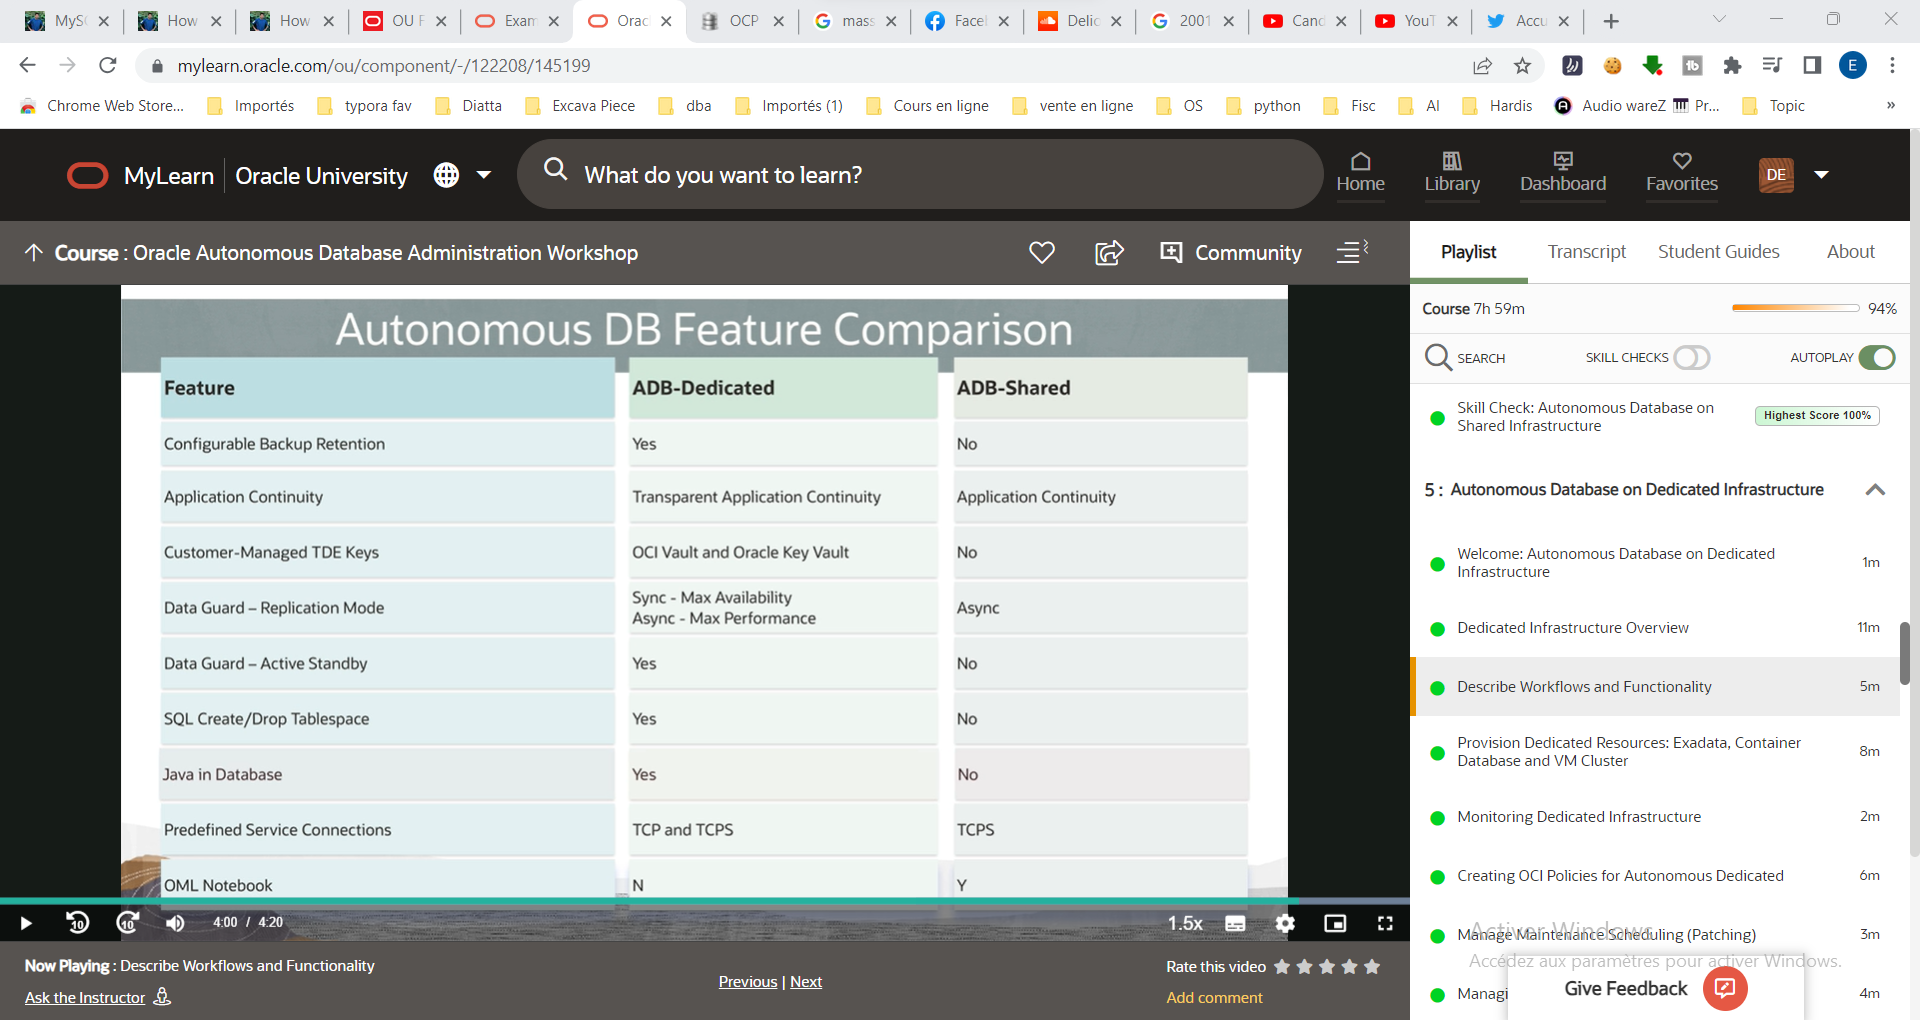 MySO
How
How
OU F
Exam
Orac
OCP
mass
Facel
Delic
2001
Cand
YouT
Accu
mylearn.oracle.com/ou/component/-/122208/145199
E
Chrome Web Store...
Importés
typora fav
Diatta
Excava Piece
dba
Importés (1)
Cours en ligne
vente en ligne
OS
python
Fisc
AI
Hardis
Audio wareZ
Pr...
Topic
»
MyLearn
Oracle University
What do you want to learn?
Home
Library
Dashboard
Favorites
DE
Course : Oracle Autonomous Database Administration Workshop
Community
Autonomous DB Feature Comparison
Feature ADB-Dedicated ADB-Shared
Configurable Backup Retention Yes No
Application Continuity Transparent Application Continuity Application Continuity
Customer-Managed TDE Keys OCI Vault and Oracle Key Vault No
Data Guard – Replication Mode Sync - Max Availability Async
Async - Max Performance
Data Guard – Active Standby Yes No
SQL Create/Drop Tablespace Yes No
Java in Database Yes No
Predefined Service Connections TCP and TCPS TCPS
OML Notebook N Y
10
10
4:00 / 4:20
1.5x
Now Playing : Describe Workflows and Functionality
Ask the Instructor
Previous | Next
Rate this video
Add comment
Playlist
Transcript
Student Guides
About
Course 7h 59m
94%
SEARCH
SKILL CHECKS
AUTOPLAY
Skill Check: Autonomous Database on
Shared Infrastructure
Highest Score 100%
5 : Autonomous Database on Dedicated Infrastructure
Welcome: Autonomous Database on Dedicated
Infrastructure
1m
Dedicated Infrastructure Overview
11m
Describe Workflows and Functionality
5m
Provision Dedicated Resources: Exadata, Container
Database and VM Cluster
8m
Monitoring Dedicated Infrastructure
2m
Creating OCI Policies for Autonomous Dedicated
6m
Activer Windows
Manage Maintenance Scheduling (Patching)
3m
Accédez aux paramètres pour activer Windows.
Managi
4m
Give Feedback